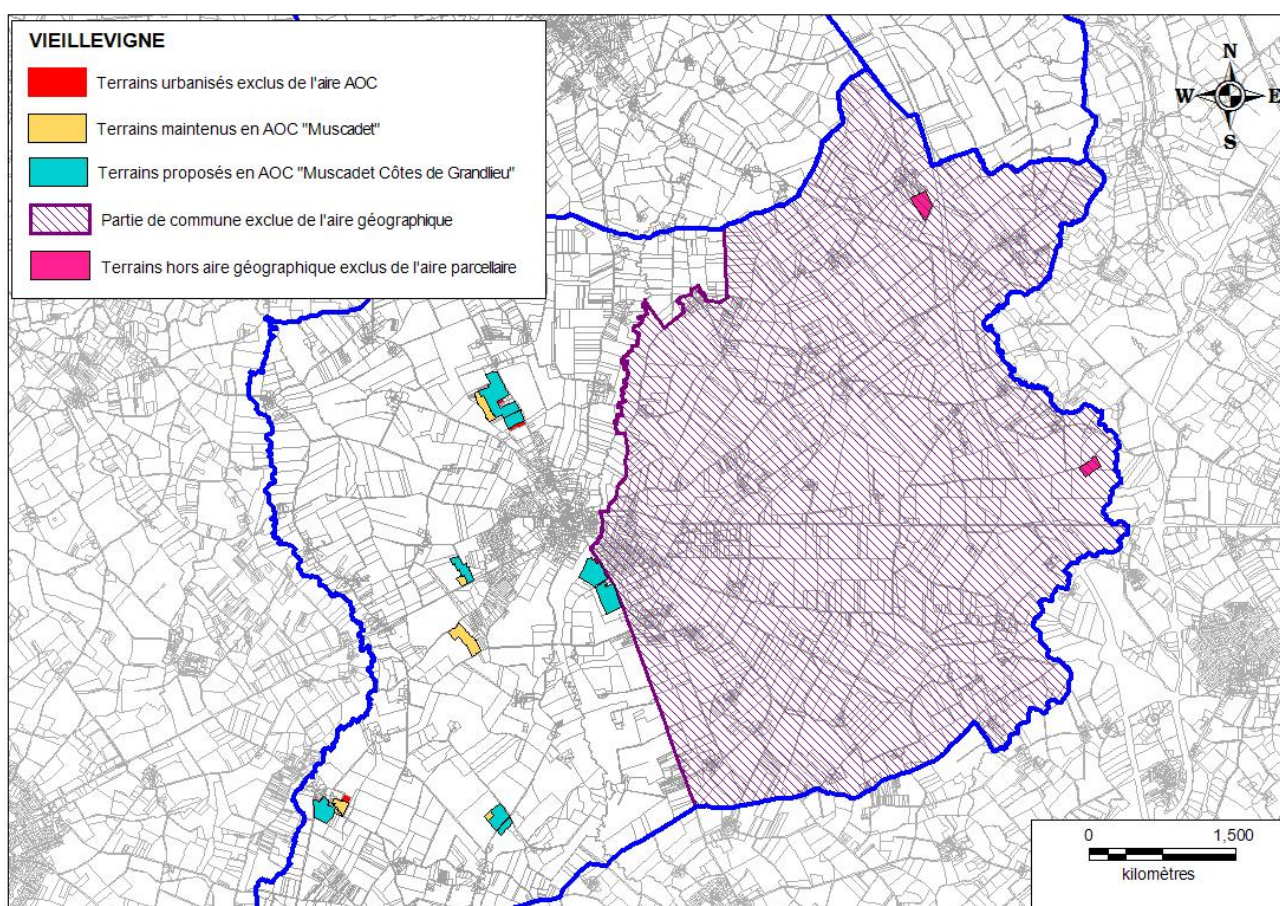 VIEILLEVIGNE
Terrains urbanisés exclus de l'aire AOC
Terrains maintenus en AOC "Muscadet"
Terrains proposés en AOC "Muscadet Côtes de Grandlieu"
Partie de commune exclue de l'aire géographique
Terrains hors aire géographique exclus de l'aire parcellaire
N
W E
S
0 1,500
kilomètres